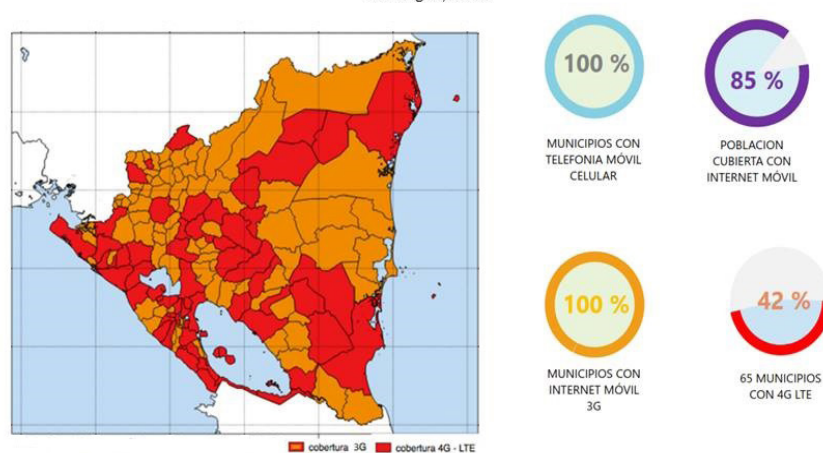 100 %
85 %
MUNICIPIOS CON
TELEFONIA MÓVIL
CELULAR
POBLACION
CUBIERTA CON
INTERNET MÓVIL
100 %
42 %
MUNICIPIOS CON
INTERNET MÓVIL
3G
65 MUNICIPIOS
CON 4G LTE
cobertura 3G cobertura 4G - LTE